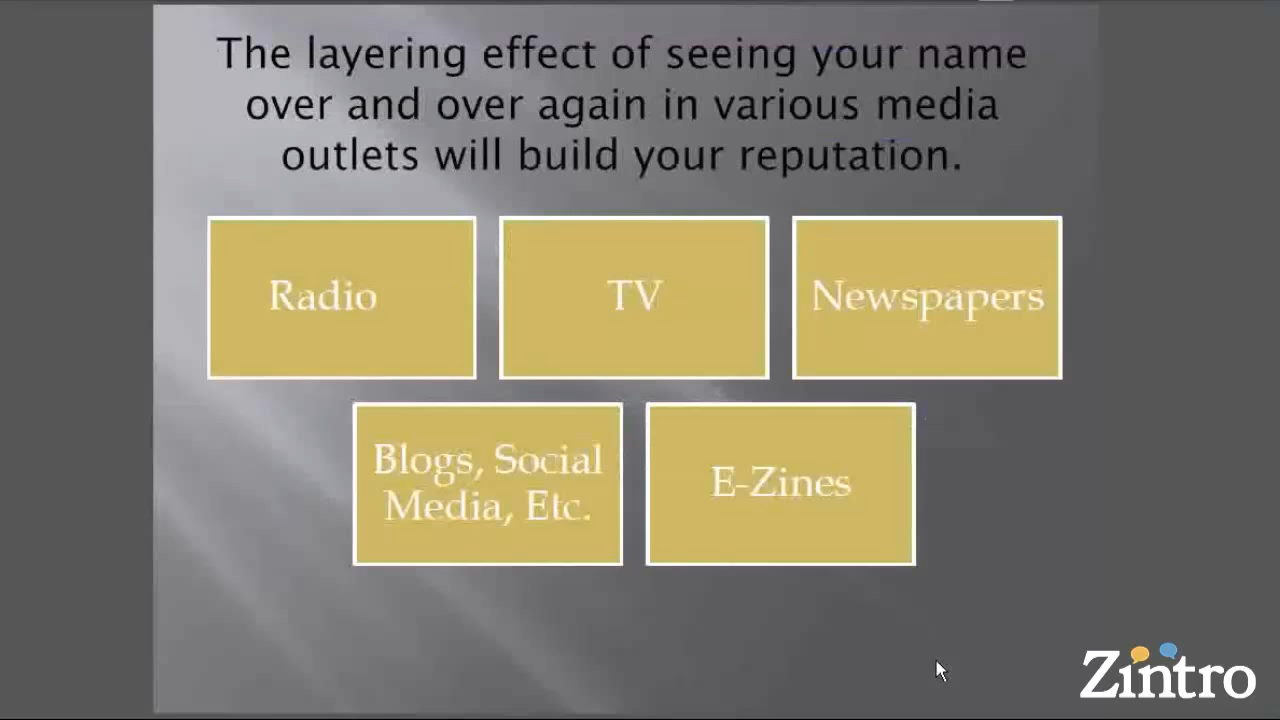 The layering effect of seeing your name
over and over again in various media
outlets will build your reputation.
Radio
TV
Newspapers
Blogs, Social
Media, Etc.
E-Zines
Zintro